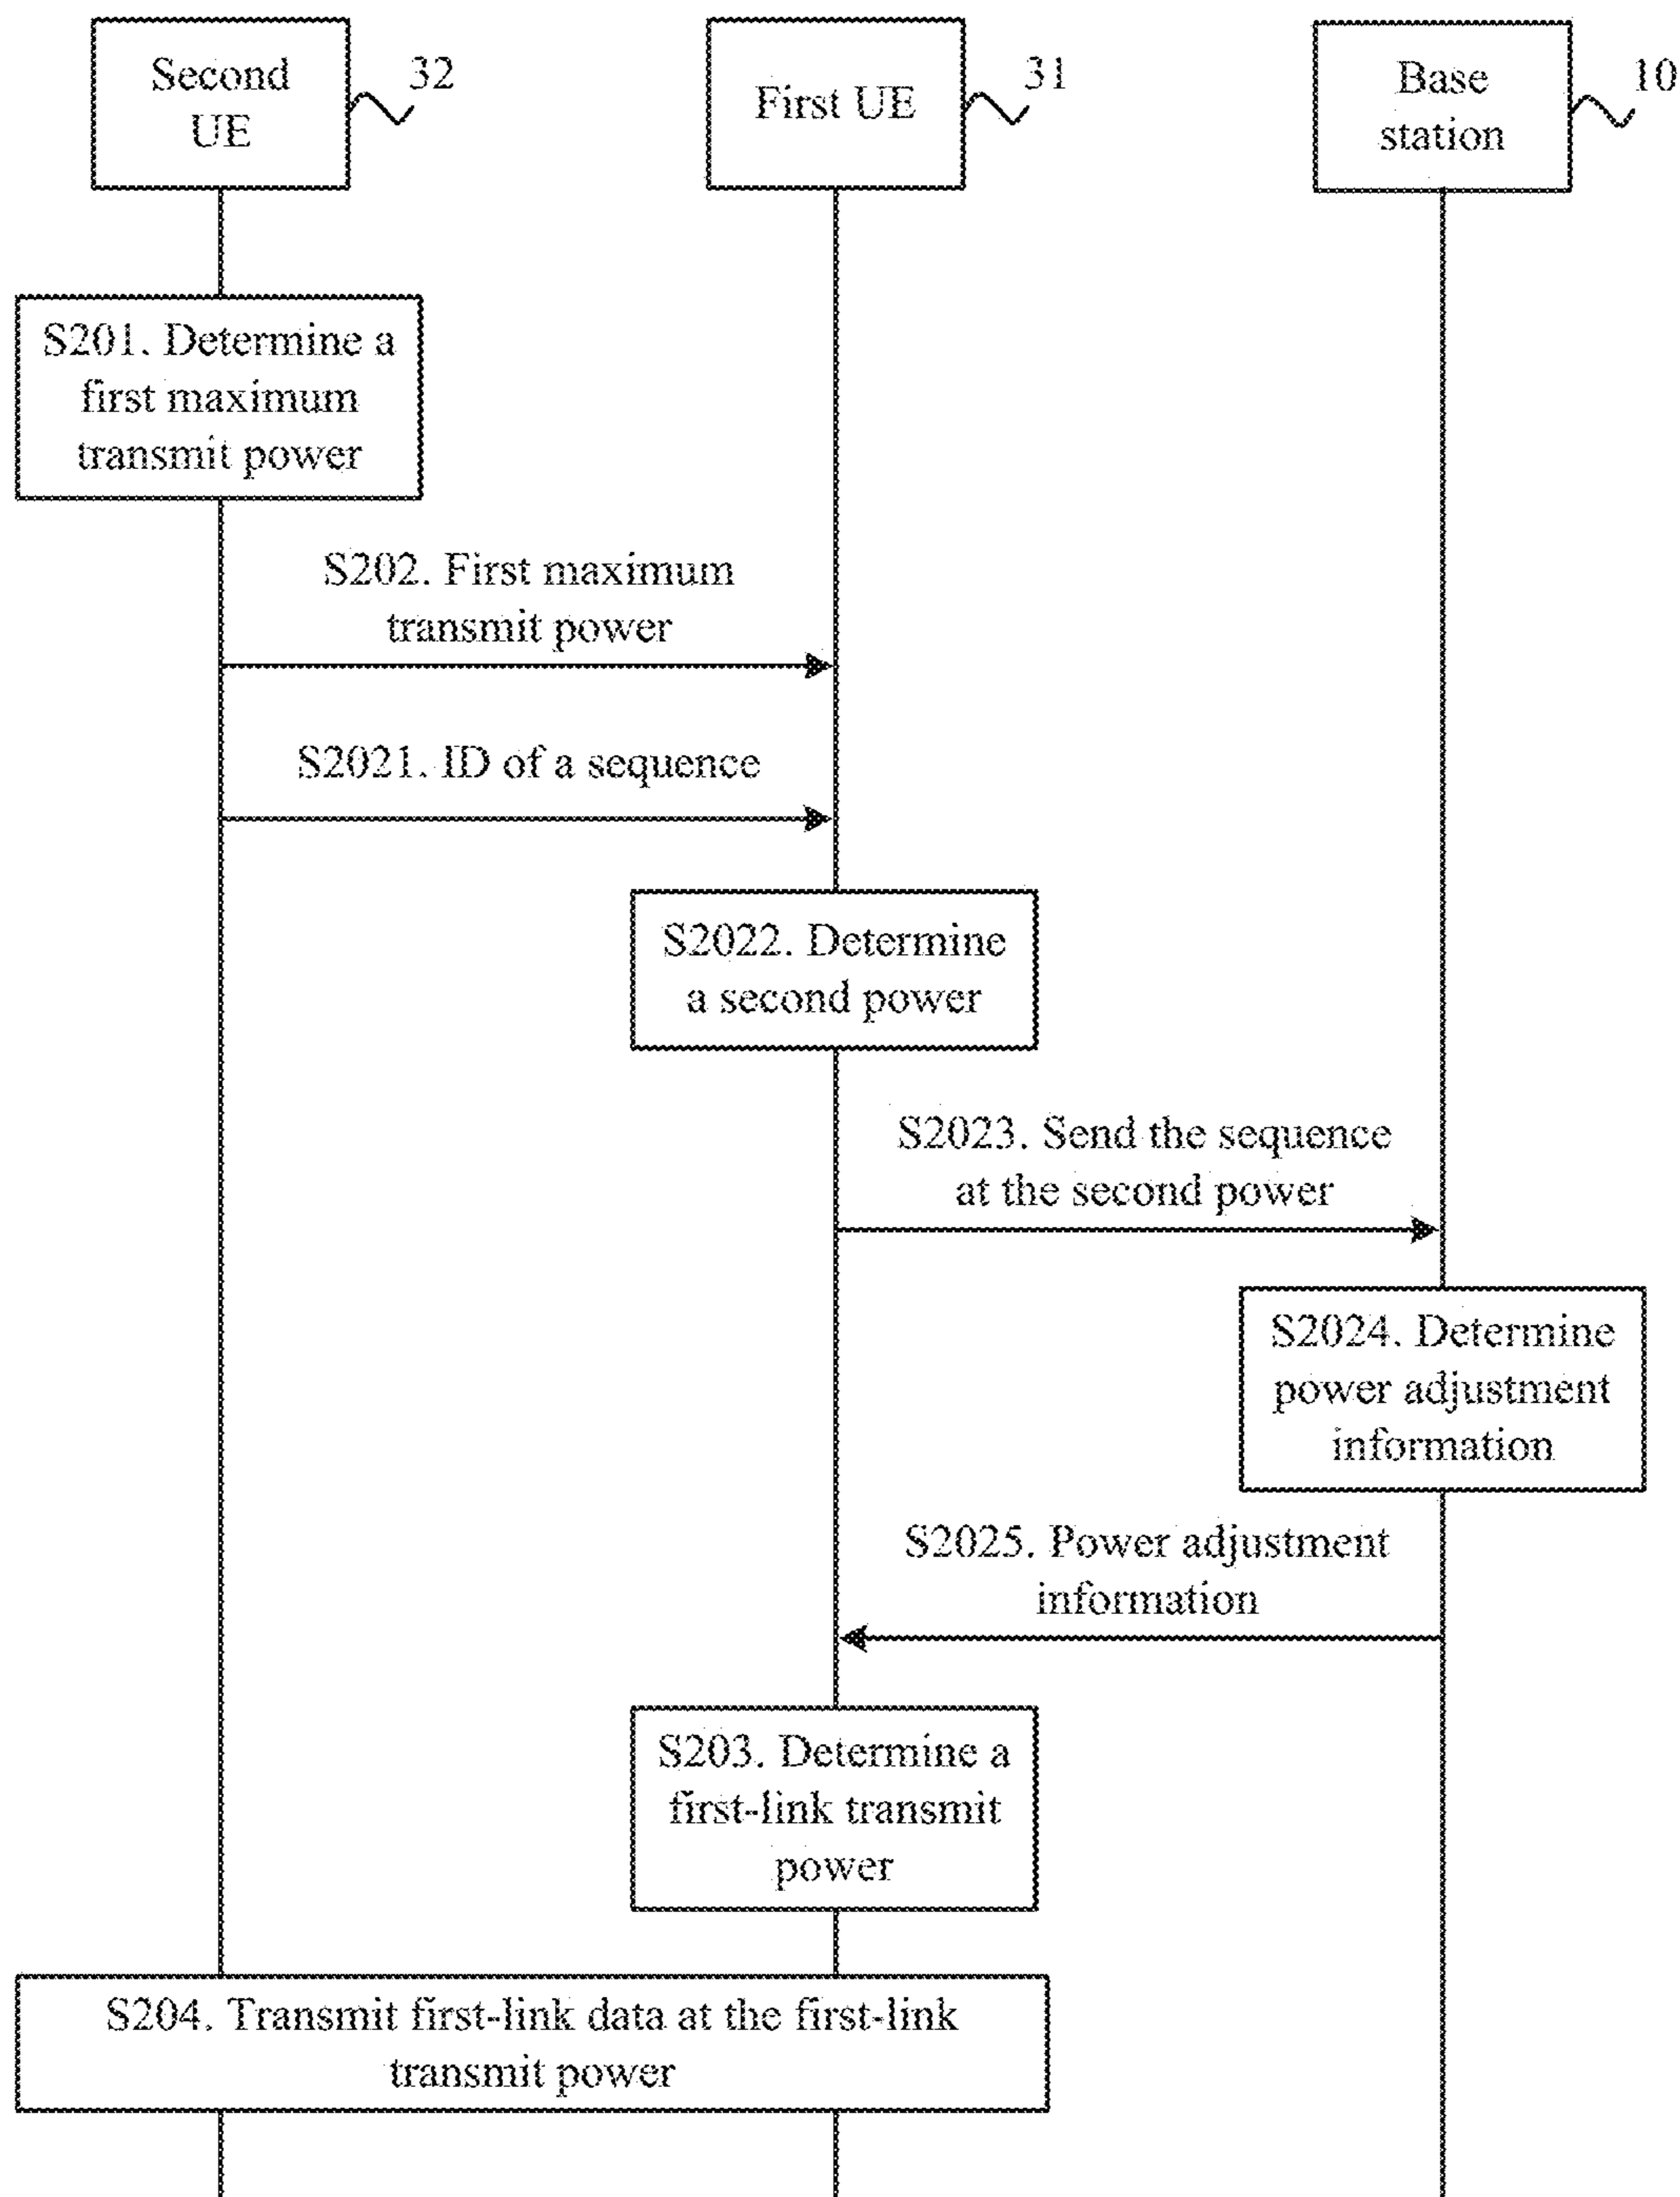 Second
UE
32
First UE
31
Base
station
10
S201. Determine a
first maximum
transmit power
S202. First maximum
transmit power
S2021. ID of a sequence
S2022. Determine
a second power
S2023. Send the sequence
at the second power
S2024. Determine
power adjustment
information
S2025. Power adjustment
information
S203. Determine a
first-link transmit
power
S204. Transmit first-link data at the first-link
transmit power